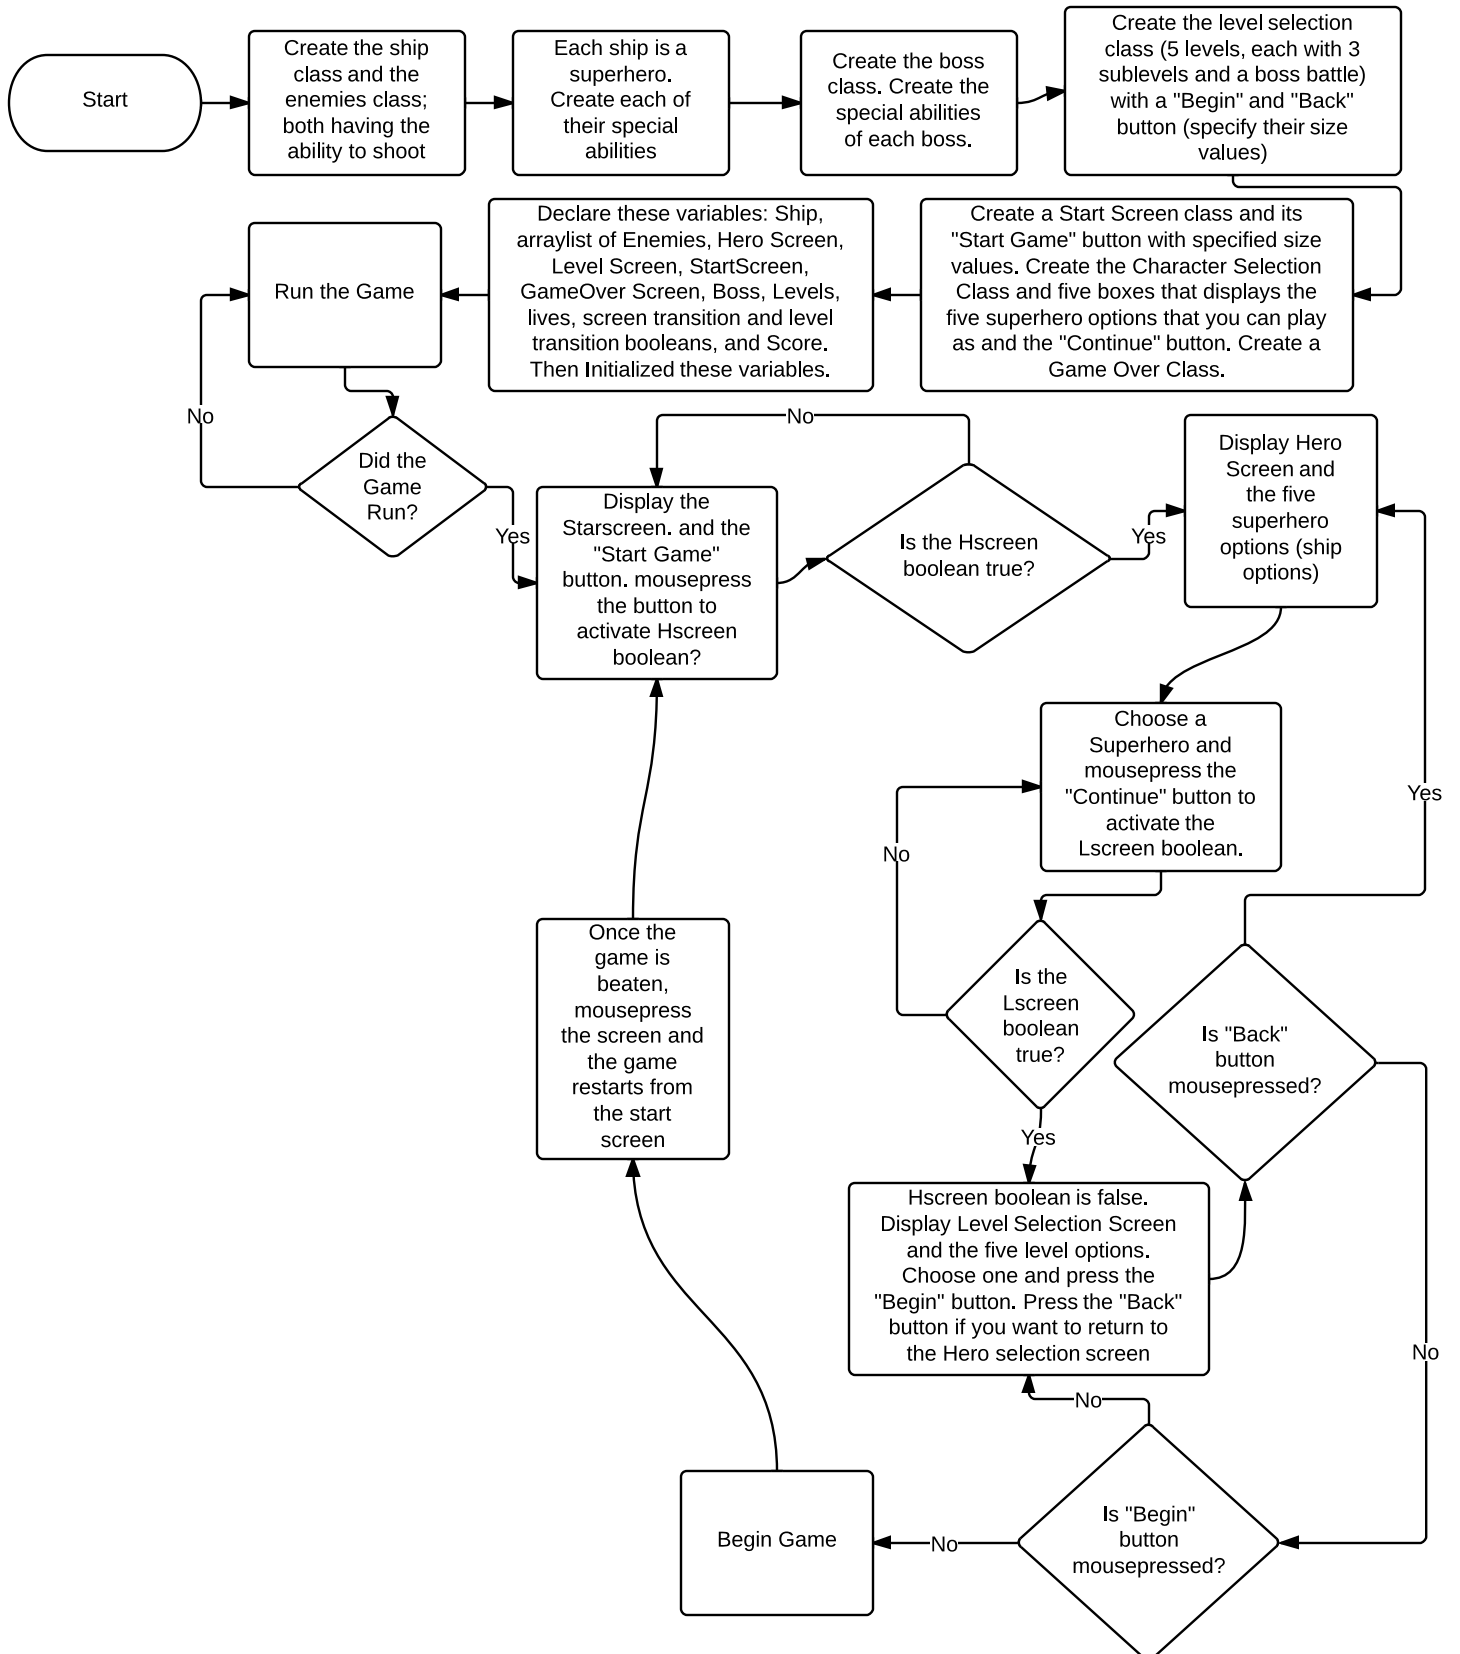 Start
Create the ship
class and the
enemies class;
both having the
ability to shoot
Each ship is a
superhero.
Create each of
their special
abilities
Create the boss
class. Create the
special abilities
of each boss.
Create the level selection
class (5 levels, each with 3
sublevels and a boss battle)
with a "Begin" and "Back"
button (specify their size
values)
Create a Start Screen class and its
"Start Game" button with specified size
values. Create the Character Selection
Class and five boxes that displays the
five superhero options that you can play
as and the "Continue" button. Create a
Game Over Class.
Declare these variables: Ship,
arraylist of Enemies, Hero Screen,
Level Screen, StartScreen,
GameOver Screen, Boss, Levels,
lives, screen transition and level
transition booleans, and Score.
Then Initialized these variables.
Run the Game
No
Did the
Game
Run?
Yes
Display the
Starscreen. and the
"Start Game"
button. mousepress
the button to
activate Hscreen
boolean?
No
Is the Hscreen
boolean true?
Yes
Display Hero
Screen and
the five
superhero
options (ship
options)
Choose a
Superhero and
mousepress the
"Continue" button to
activate the
Lscreen boolean.
No
Is the
Lscreen
boolean
true?
Yes
Hscreen boolean is false.
Display Level Selection Screen
and the five level options.
Choose one and press the
"Begin" button. Press the "Back"
button if you want to return to
the Hero selection screen
Is "Back"
button
mousepressed?
Yes
No
Is "Begin"
button
mousepressed?
No
No
Begin Game
Once the
game is
beaten,
mousepress
the screen and
the game
restarts from
the start
screen